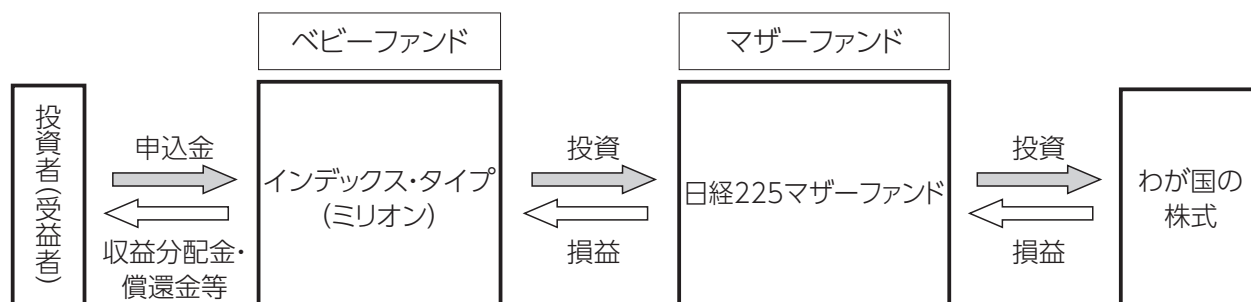 ベビーファンド
マザーファンド
投資者(受益者)
申込金
収益分配金・
償還金等
インデックス・タイプ
(ミリオン)
投資
損益
日経225マザーファンド
投資
損益
わが国の
株式